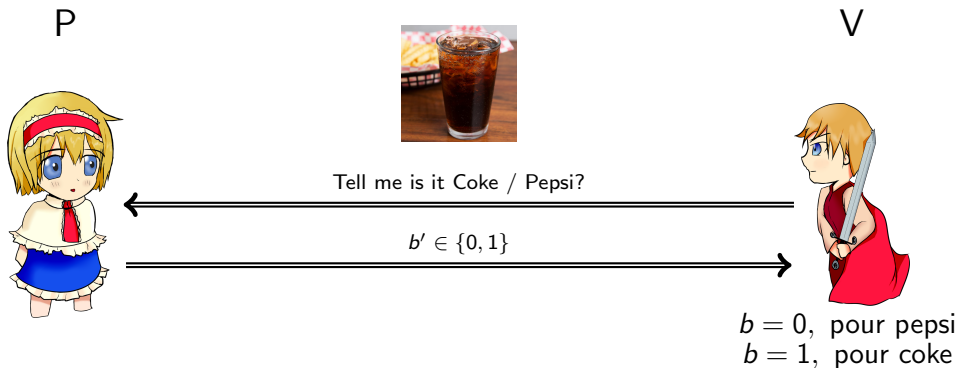 P
V
Tell me is it Coke / Pepsi?
b′ ∈ {0, 1}
b = 0, pour pepsi
b = 1, pour coke